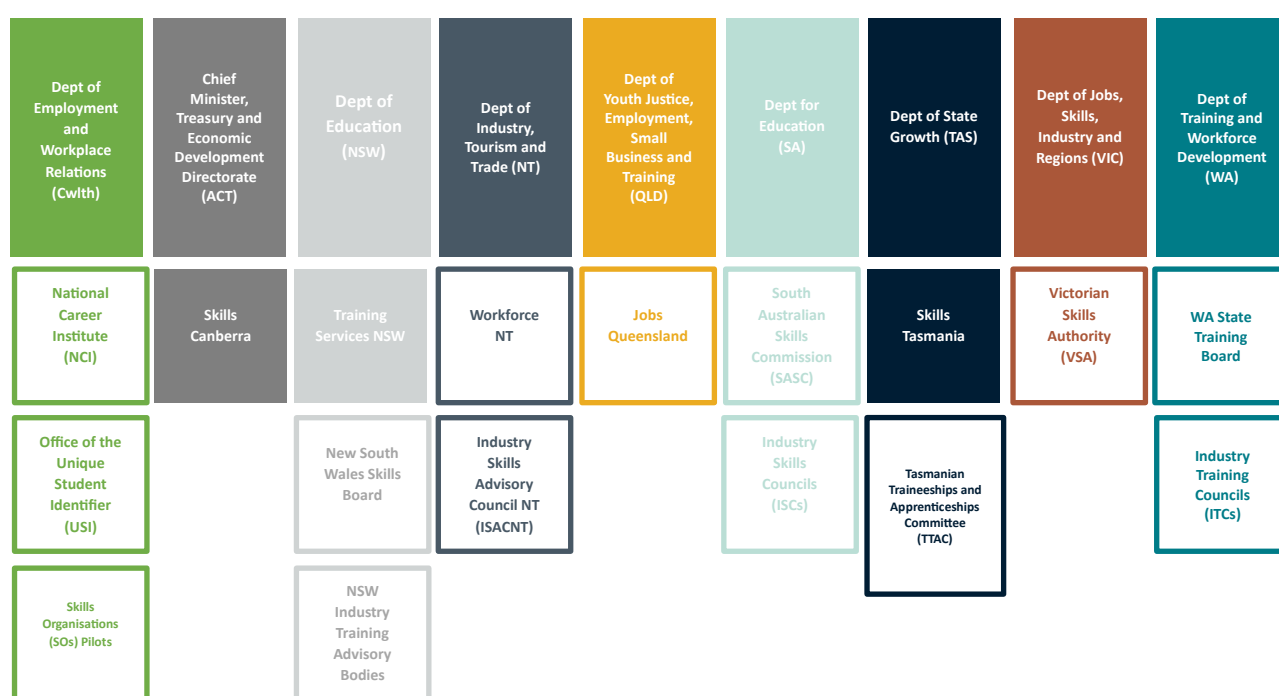 Dept of
Employment
and
Workplace
Relations
(Cwlth)
Chief
Minister,
Treasury and
Economic
Development
Directorate
(ACT)
Dept of
Education
(NSW)
Dept of
Industry,
Tourism and
Trade (NT)
Dept of
Youth Justice,
Employment,
Small
Business and
Training
(QLD)
Dept for
Education
(SA)
Dept of State
Growth (TAS)
Dept of Jobs,
Skills,
Industry and
Regions (VIC)
Dept of
Training and
Workforce
Development
(WA)
National
Career
Institute
(NCI)
Skills
Canberra
Training
Services NSW
Workforce
NT
Jobs
Queensland
South
Australian
Skills
Commission
(SASC)
Skills
Tasmania
Victorian
Skills
Authority
(VSA)
WA State
Training
Board
Office of the
Unique
Student
Identifier
(USI)
New South
Wales Skills
Board
Industry
Skills
Advisory
Council NT
(ISACNT)
Industry
Skills
Councils
(ISCs)
Tasmanian
Traineeships and
Apprenticeships
Committee
(TTAC)
Industry
Training
Councils
(ITCs)
Skills
Organisations
(SOs) Pilots
NSW
Industry
Training
Advisory
Bodies